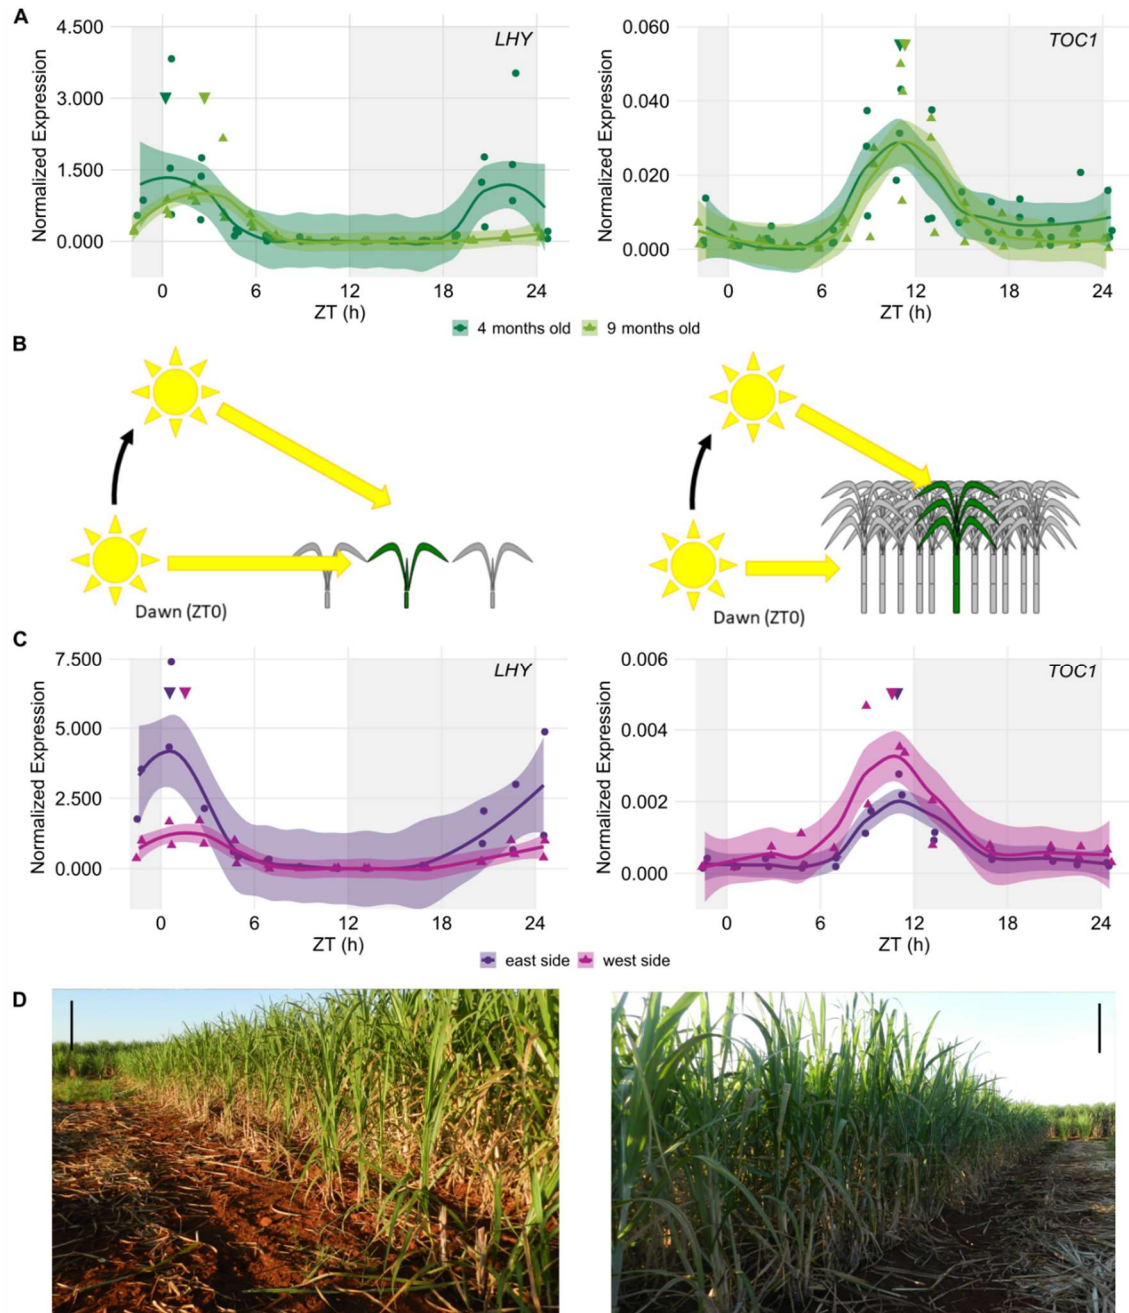 A
4.500
3.000
1.500
0.000
Normalized Expression
LHY
0
6
12
18
24
ZT (h)
0.060
0.040
0.020
0.000
Normalized Expression
TOC1
0
6
12
18
24
ZT (h)
4 months old
9 months old
B
Dawn (ZT0)
Dawn (ZT0)
C
7.500
5.000
2.500
0.000
Normalized Expression
LHY
0
6
12
18
24
ZT (h)
0.006
0.004
0.002
0.000
Normalized Expression
TOC1
0
6
12
18
24
ZT (h)
east side
west side
D